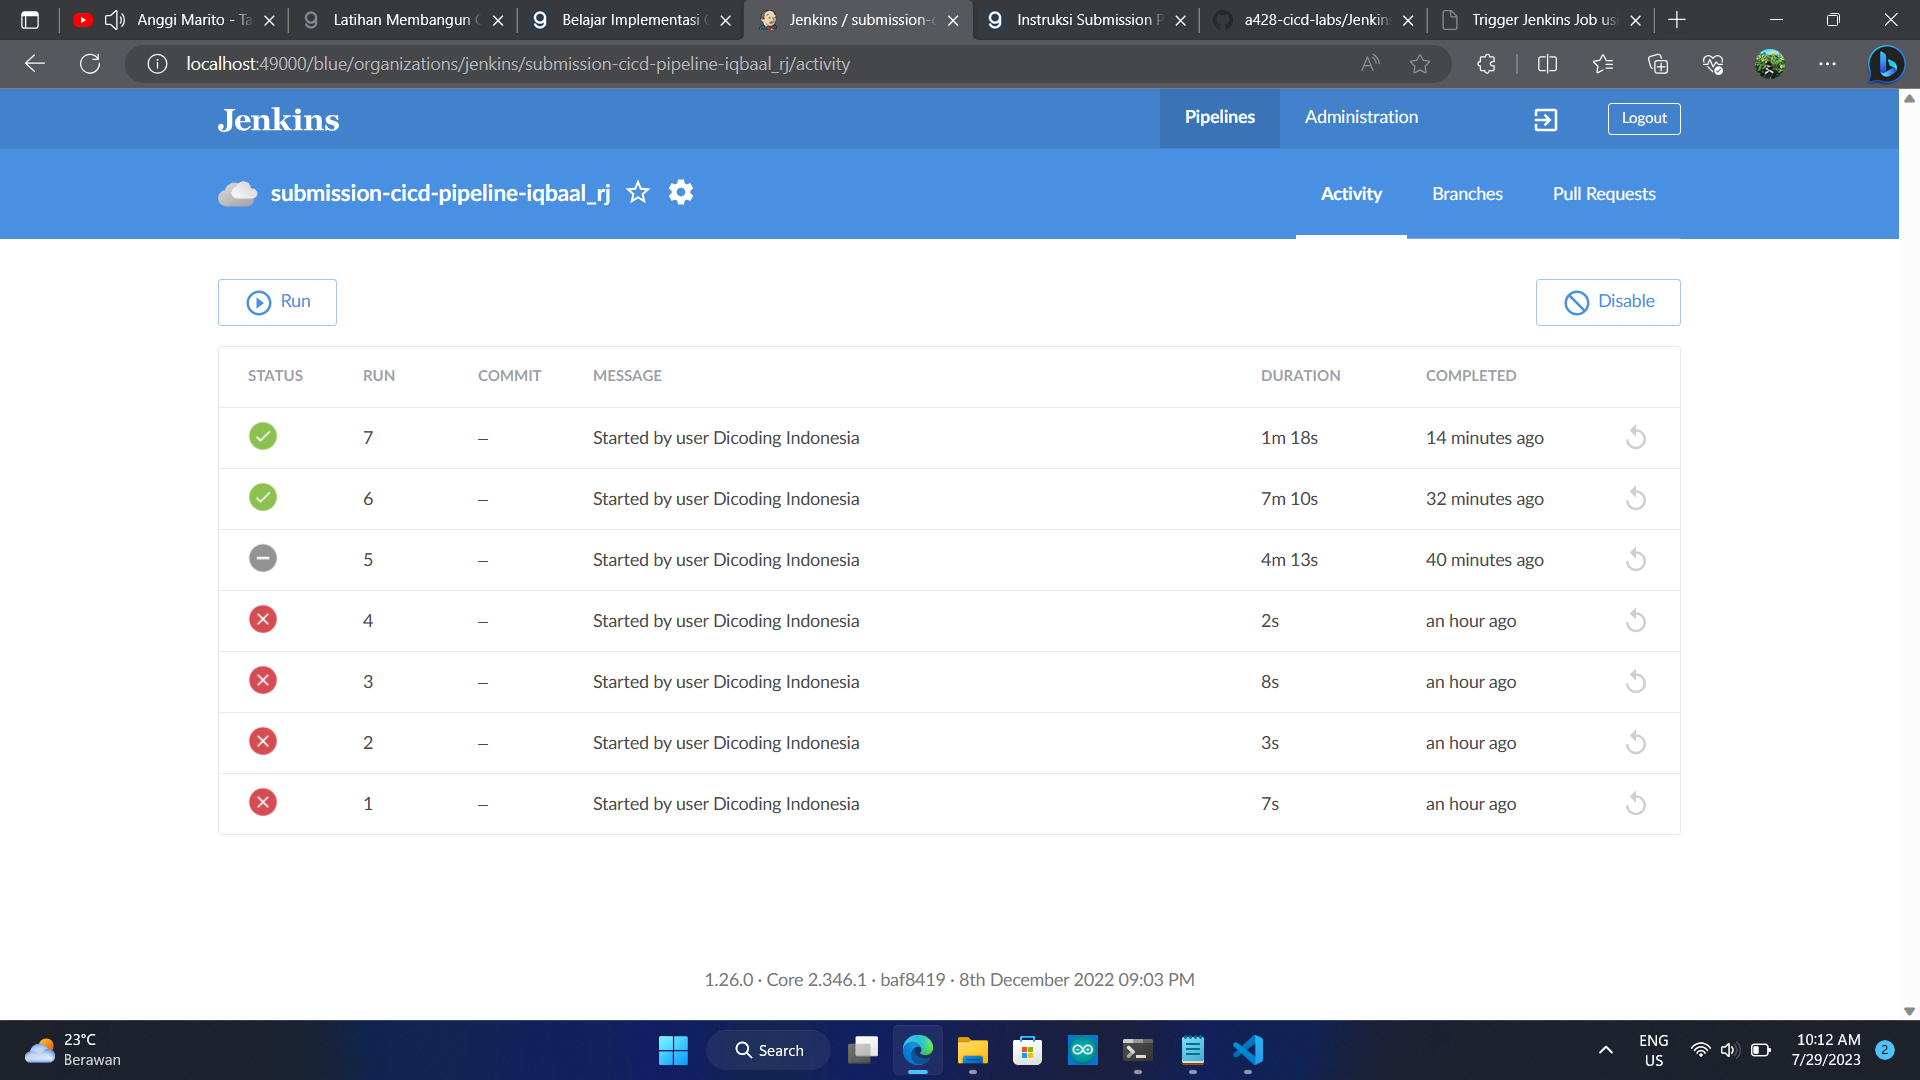 Anggi Marito - Ta
Latihan Membangun
Belajar Implementasi
Jenkins / submission-c
Instruksi Submission P
a428-cicd-labs/Jenkins
Trigger Jenkins Job us
localhost:49000/blue/organizations/jenkins/submission-cicd-pipeline-iqbaal_rj/activity
Jenkins
Pipelines
Administration
Logout
submission-cicd-pipeline-iqbaal_rj
Activity
Branches
Pull Requests
Run
Disable
STATUS RUN COMMIT MESSAGE DURATION COMPLETED
7 – Started by user Dicoding Indonesia 1m 18s 14 minutes ago
6 – Started by user Dicoding Indonesia 7m 10s 32 minutes ago
5 – Started by user Dicoding Indonesia 4m 13s 40 minutes ago
4 – Started by user Dicoding Indonesia 2s an hour ago
3 – Started by user Dicoding Indonesia 8s an hour ago
2 – Started by user Dicoding Indonesia 3s an hour ago
1 – Started by user Dicoding Indonesia 7s an hour ago
1.26.0 · Core 2.346.1 · baf8419 · 8th December 2022 09:03 PM
23°C
Berawan
Search
ENG
US
10:12 AM
7/29/2023
2